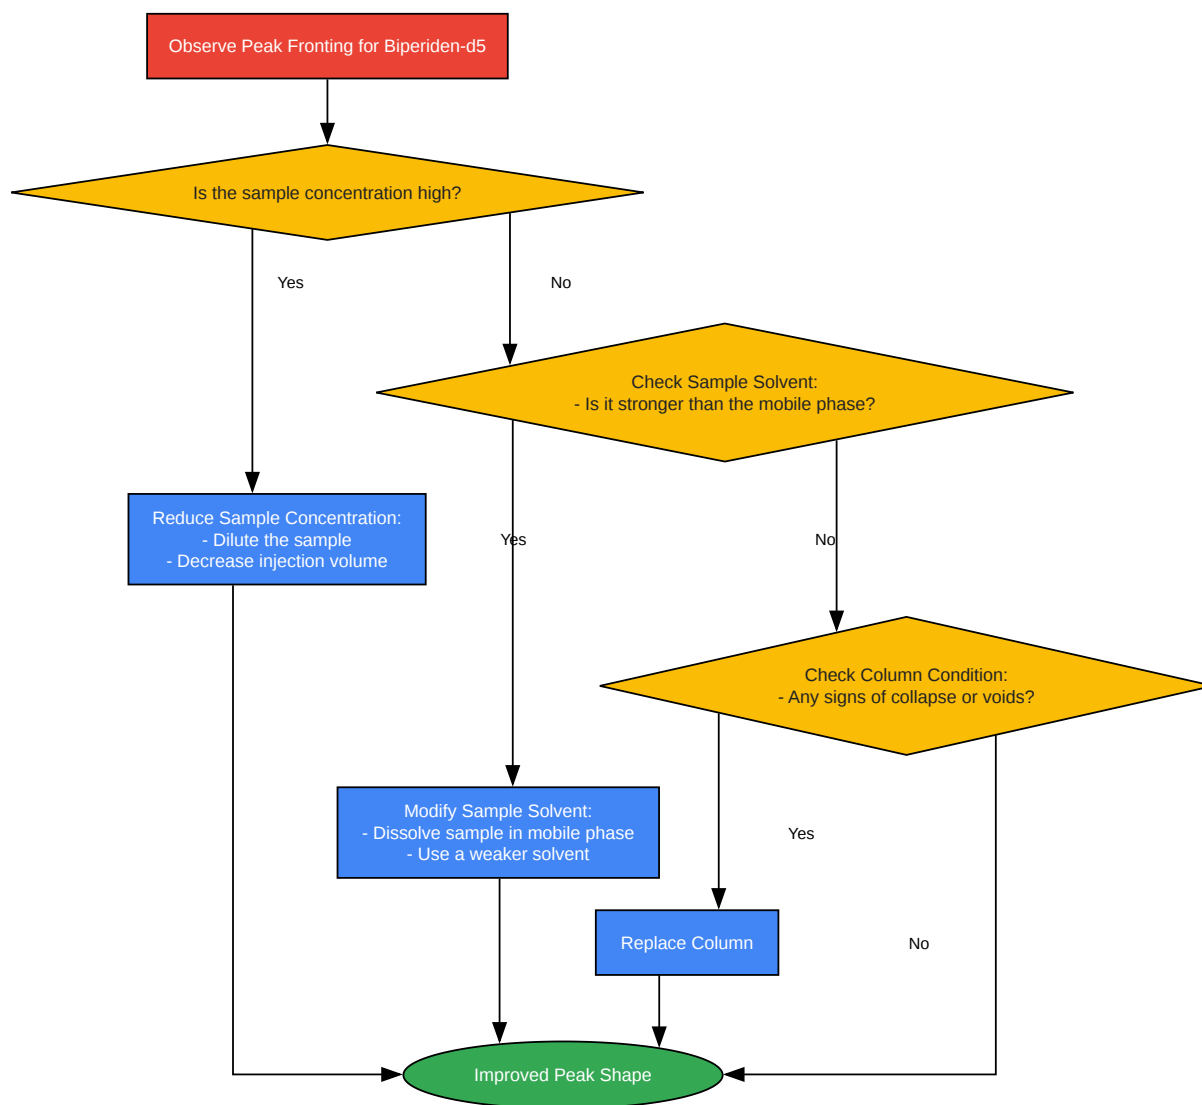 Observe Peak Fronting for Biperiden-d5
Is the sample concentration high?
Yes
No
Check Sample Solvent:
- Is it stronger than the mobile phase?
Reduce Sample Concentration:
- Dilute the sample
- Decrease injection volume
Yes
No
Check Column Condition:
- Any signs of collapse or voids?
Modify Sample Solvent:
- Dissolve sample in mobile phase
- Use a weaker solvent
Yes
Replace Column
No
Improved Peak Shape